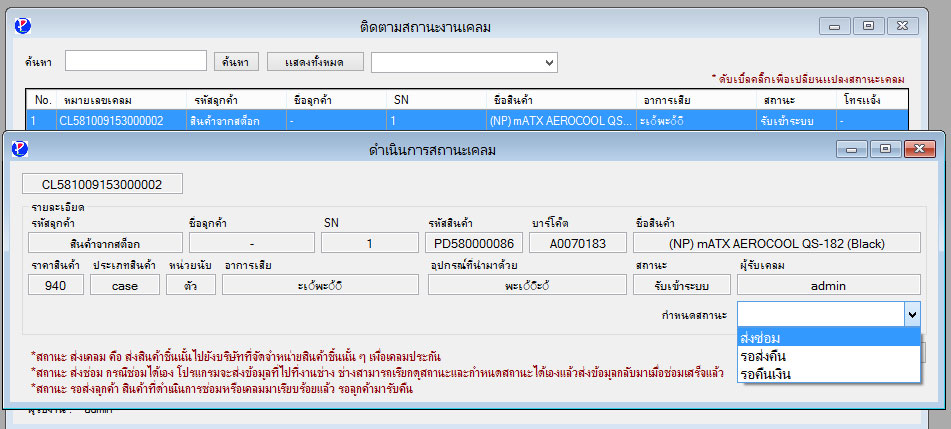 ติดตามสถานะงานเคลม
ค้นหา ค้นหา แสดงทั้งหมด
* ดับเบิ้ลคลิ๊กเพื่อเปลี่ยนแปลงสถานะเคลม
No. หมายเลขเคลม รหัสลูกค้า ชื่อลูกค้า SN ชื่อสินค้า อาการเสีย สถานะ โทรแจ้ง
1 CL581009153000002 สินค้าจากสต็อก - 1 (NP) mATX AEROCOOL QS... รับเข้าระบบ -
ดำเนินการสถานะเคลม
CL581009153000002
รายละเอียด
รหัสลูกค้า ชื่อลูกค้า SN รหัสสินค้า บาร์โค้ด ชื่อสินค้า
สินค้าจากสต็อก - 1 PD580000086 A0070183 (NP) mATX AEROCOOL QS-182 (Black)
ราคาสินค้า ประเภทสินค้า หน่วยนับ อาการเสีย อุปกรณ์ที่นำมาด้วย สถานะ ผู้รับเคลม
940 case ตัว รับเข้าระบบ admin
กำหนดสถานะ
ส่งซ่อม
รอส่งคืน
รอคืนเงิน
*สถานะ ส่งเคลม คือ ส่งสินค้าชิ้นนั้นไปยังบริษัทที่จัดจำหน่ายสินค้าชิ้นนั้น ๆ เพื่อเคลมประกัน
*สถานะ ส่งซ่อม กรณีซ่อมได้เอง โปรแกรมจะส่งข้อมูลที่ไปที่งานช่าง ช่างสามารถเรียกดูสถานะและกำหนดสถานะได้เองแล้วส่งข้อมูลกลับมาเมื่อซ่อมเสร็จแล้ว
*สถานะ รอส่งลูกค้า สินค้าที่ดำเนินการซ่อมหรือเคลมมาเรียบร้อยแล้ว รอลูกค้ามารับคืน
admin